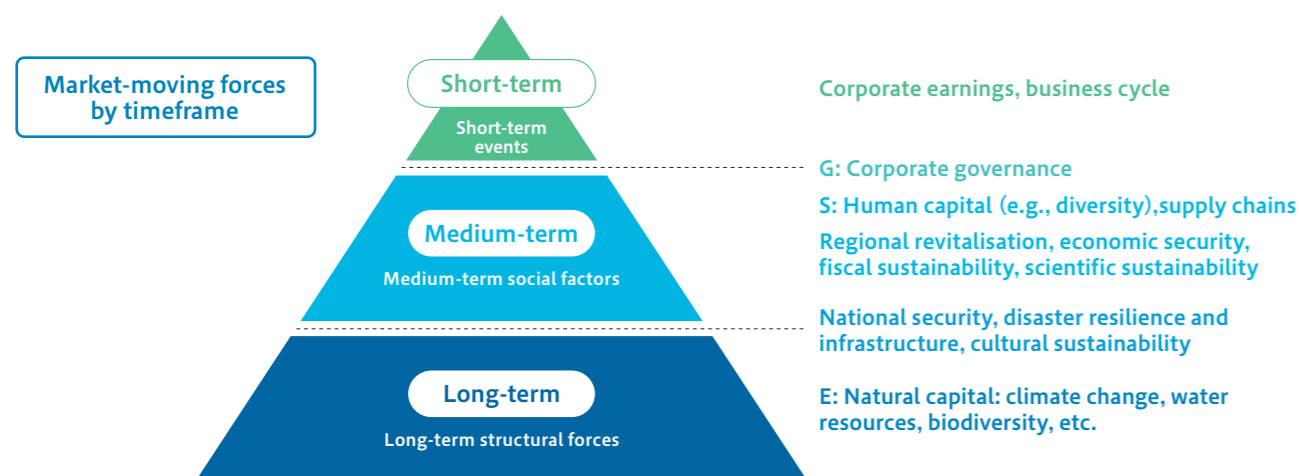 Market-moving forces
by timeframe
Short-term
Short-term
events
Corporate earnings, business cycle
G: Corporate governance
S: Human capital (e.g., diversity),supply chains
Medium-term
Medium-term social factors
Regional revitalisation, economic security,
fiscal sustainability, scientific sustainability
National security, disaster resilience and
infrastructure, cultural sustainability
Long-term
Long-term structural forces
E: Natural capital: climate change, water
resources, biodiversity, etc.